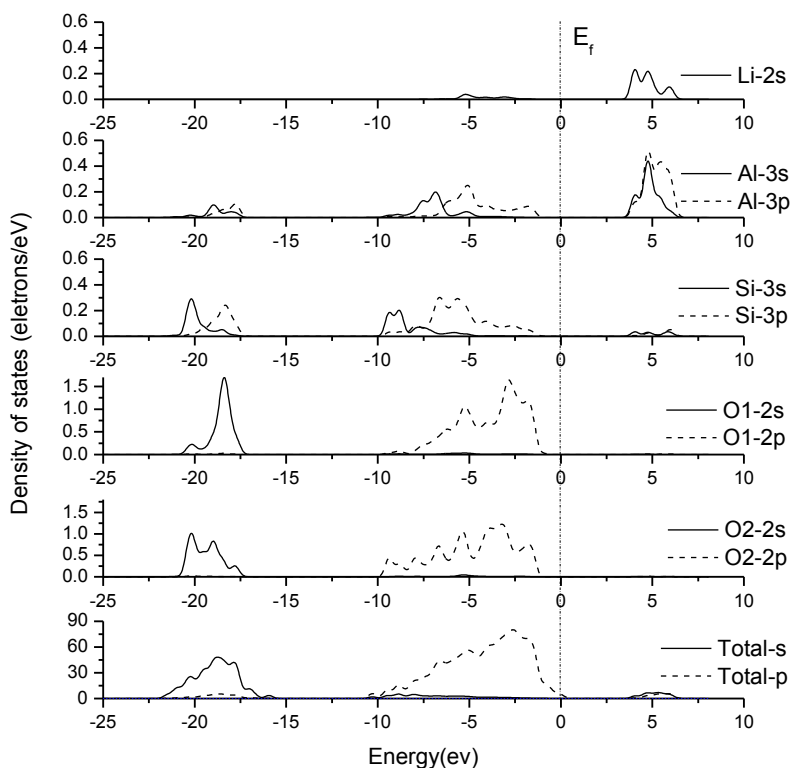 0.6
E_f
0.4
Li-2s
0.2
0.0
-25 -20 -15 -10 -5 0 5 10
0.6
Al-3s
0.4
Al-3p
0.2
0.0
-25 -20 -15 -10 -5 0 5 10
0.6
0.4
Si-3s
Si-3p
0.2
0.0
-25 -20 -15 -10 -5 0 5 10
1.5
1.0
O1-2s
0.5
O1-2p
0.0
-25 -20 -15 -10 -5 0 5 10
1.5
1.0
O2-2s
0.5
O2-2p
0.0
-25 -20 -15 -10 -5 0 5 10
90
60
Total-s
30
Total-p
0
-25 -20 -15 -10 -5 0 5 10
Energy(ev)
Density of states (eletrons/eV)